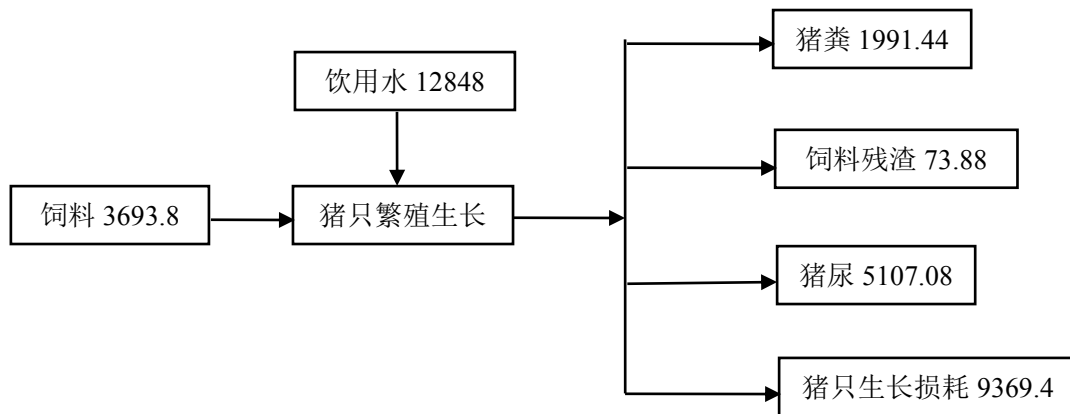 猪粪 1991.44
饮用水 12848
饲料残渣 73.88
饲料 3693.8
猪只繁殖生长
猪尿 5107.08
猪只生长损耗 9369.4